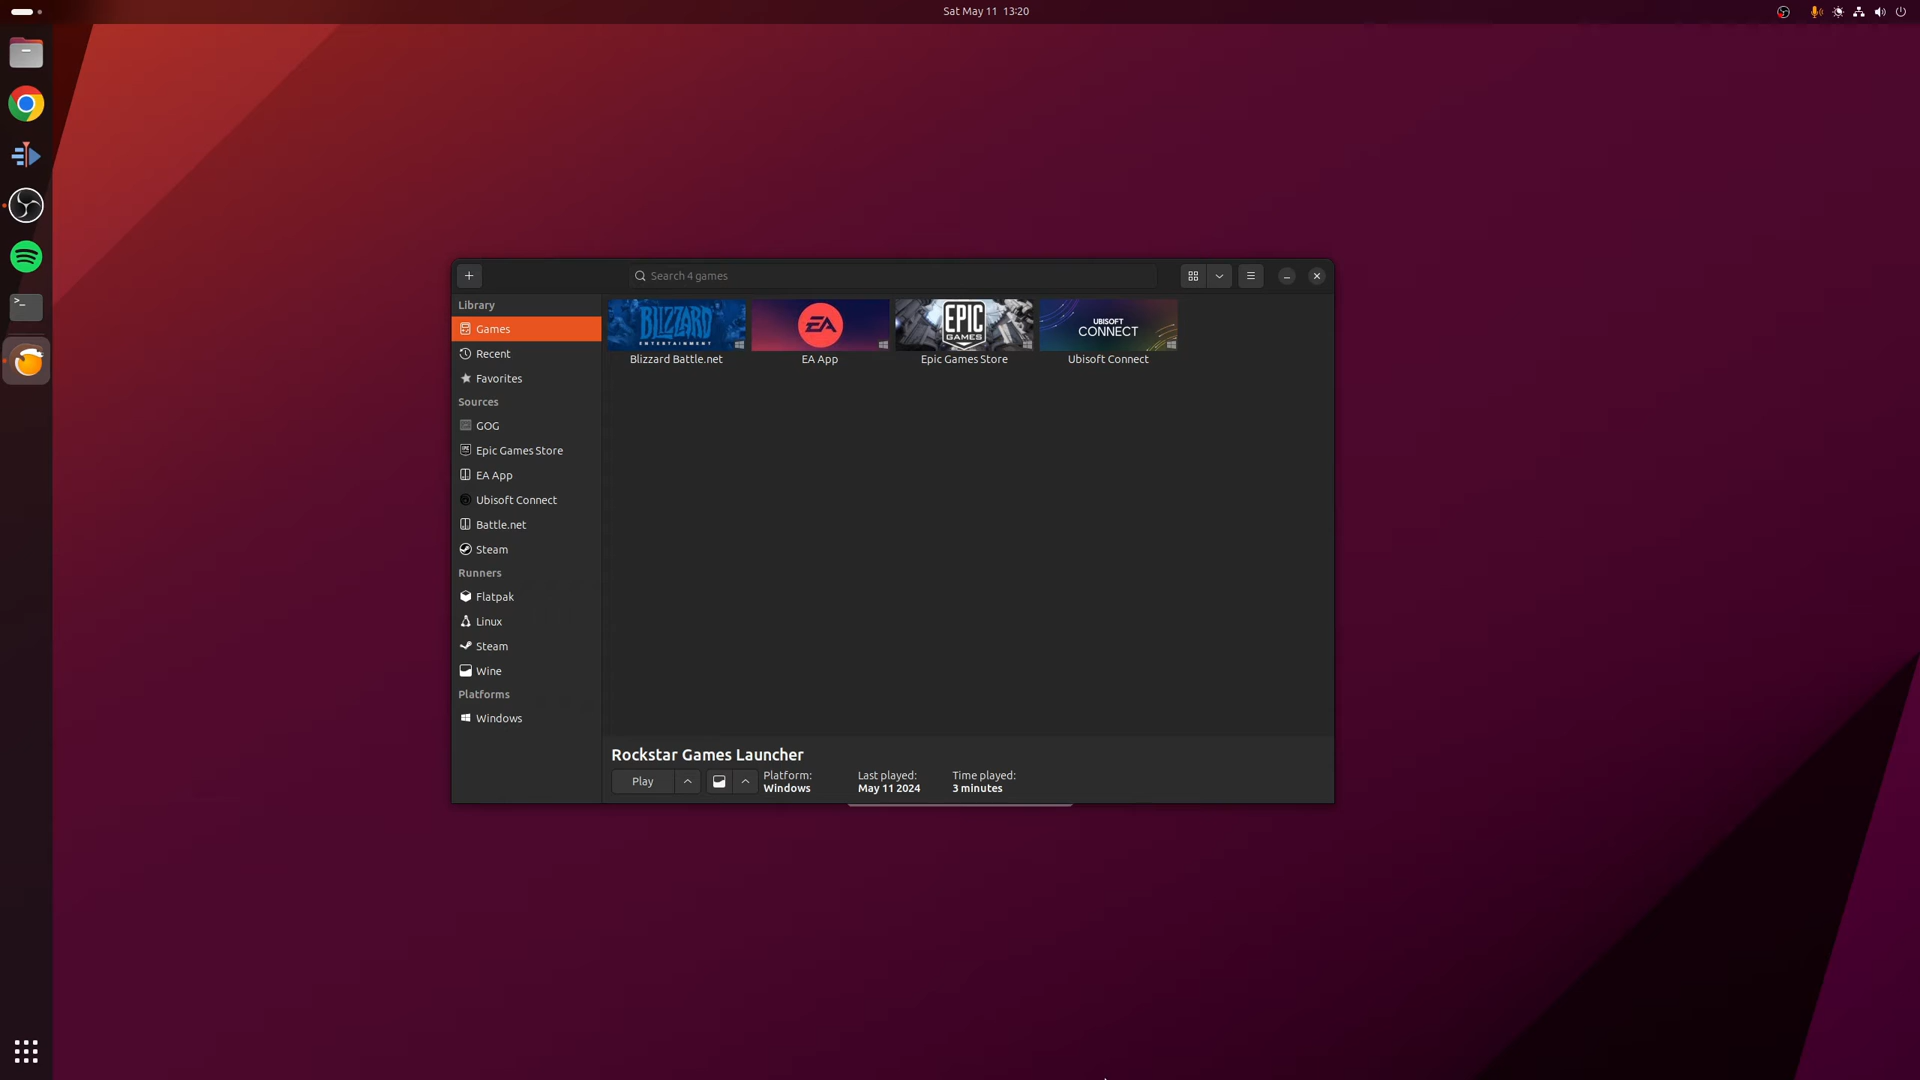 Sat May 11 13:20
Search 4 games
Library
Games
Recent
Favorites
Sources
GOG
Epic Games Store
EA App
Ubisoft Connect
Battle.net
Steam
Runners
Flatpak
Linux
Steam
Wine
Platforms
Windows
BLIZZARD
ENTERTAINMENT
Blizzard Battle.net
EA
EA App
EPIC
GAMES
Epic Games Store
UBISOFT
CONNECT
Ubisoft Connect
Rockstar Games Launcher
Play
Platform:
Windows
Last played:
May 11 2024
Time played:
3 minutes